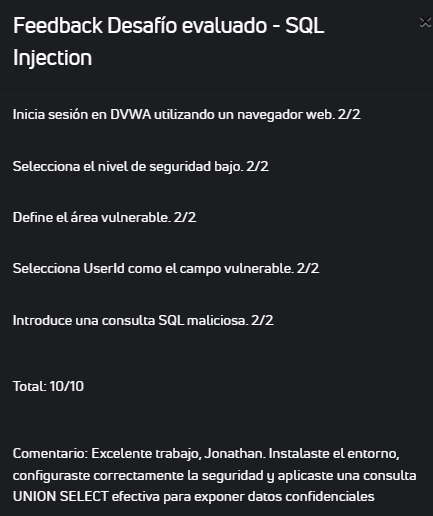 Feedback Desafío evaluado - SQL
Injection
Inicia sesión en DVWA utilizando un navegador web. 2/2
Selecciona el nivel de seguridad bajo. 2/2
Define el área vulnerable. 2/2
Selecciona UserId como el campo vulnerable. 2/2
Introduce una consulta SQL maliciosa. 2/2
Total: 10/10
Comentario: Excelente trabajo, Jonathan. Instalaste el entorno,
configuraste correctamente la seguridad y aplicaste una consulta
UNION SELECT efectiva para exponer datos confidenciales